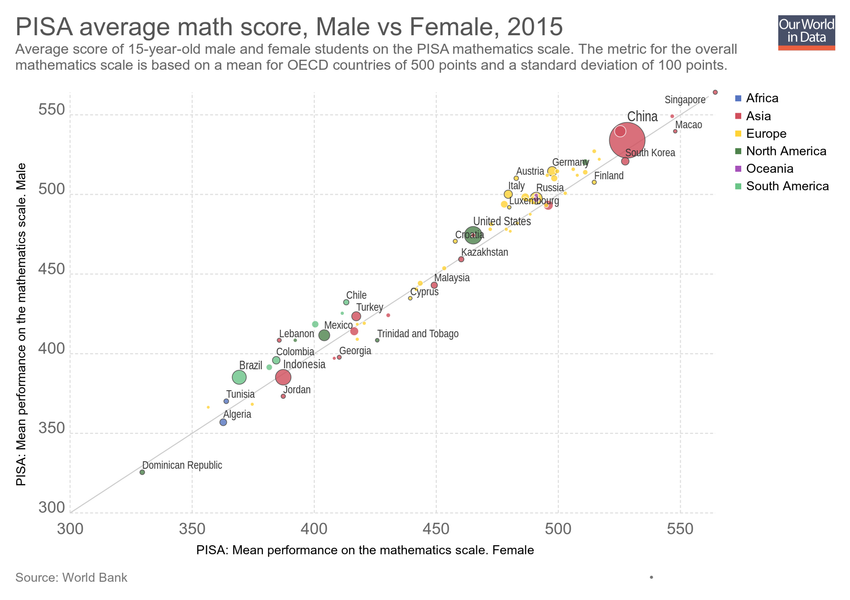 PISA average math score, Male vs Female, 2015
Our World
in Data
Average score of 15-year-old male and female students on the PISA mathematics scale. The metric for the overall
mathematics scale is based on a mean for OECD countries of 500 points and a standard deviation of 100 points.
Africa
Asia
Europe
North America
Oceania
South America
PISA: Mean performance on the mathematics scale. Male
550
500
450
400
350
300
Singapore
China
Macao
South Korea
Germany
Austria
Finland
Italy
Russia
Luxembourg
United States
Croatia
Kazakhstan
Malaysia
Cyprus
Chile
Turkey
Mexico
Lebanon
Trinidad and Tobago
Colombia
Georgia
Brazil
Indonesia
Jordan
Tunisia
Algeria
Dominican Republic
300 350 400 450 500 550
PISA: Mean performance on the mathematics scale. Female
Source: World Bank